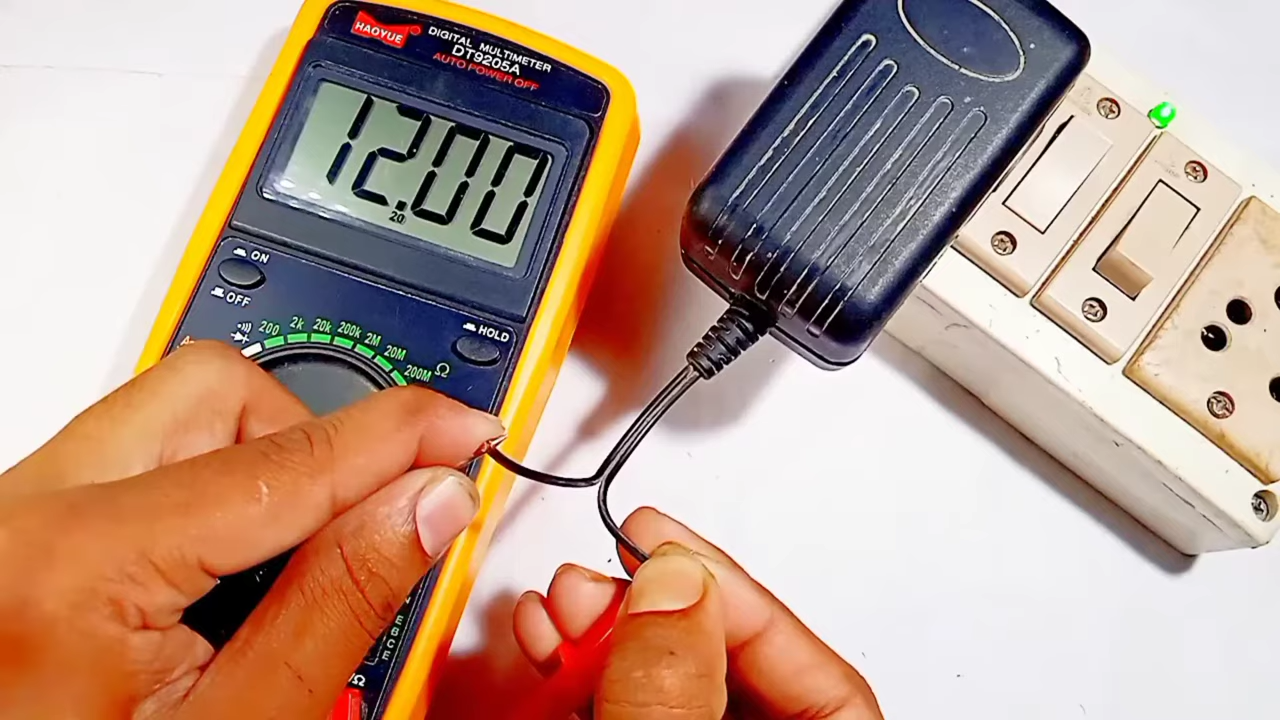 HAOYUE
DIGITAL MULTIMETER
DT9205A
AUTO POWER OFF
12.00
20
ON
OFF
HOLD
200 2k 20k 200k 2M 20M 200M Ω
E
B
C
E
Ω